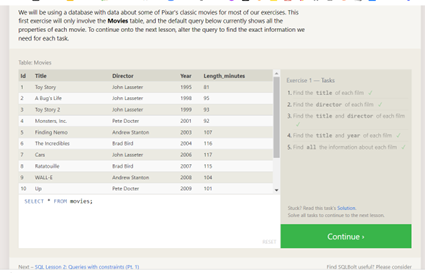 We will be using a database with data about some of Pixar's classic movies for most of our exercises. This
first exercise will only involve the Movies table, and the default query below currently shows all the
properties of each movie. To continue onto the next lesson, alter the query to find the exact information we
need for each task.
Table: Movies
Id Title Director Year Length_minutes
1 Toy Story John Lasseter 1995 81
2 A Bug's Life John Lasseter 1998 95
3 Toy Story 2 John Lasseter 1999 93
4 Monsters, Inc. Pete Docter 2001 92
5 Finding Nemo Andrew Stanton 2003 107
6 The Incredibles Brad Bird 2004 116
7 Cars John Lasseter 2006 117
8 Ratatouille Brad Bird 2007 115
9 WALL-E Andrew Stanton 2008 104
10 Up Pete Docter 2009 101
SELECT * FROM movies;
RESET
Exercise 1 — Tasks
1. Find the title of each film ✓
2. Find the director of each film ✓
3. Find the title and director of each film
✓
4. Find the title and year of each film ✓
5. Find all the information about each film ✓
Stuck? Read this task's Solution.
Solve all tasks to continue to the next lesson.
Continue ›
Next – SQL Lesson 2: Queries with constraints (Pt. 1)
Find SQLBolt useful? Please consider